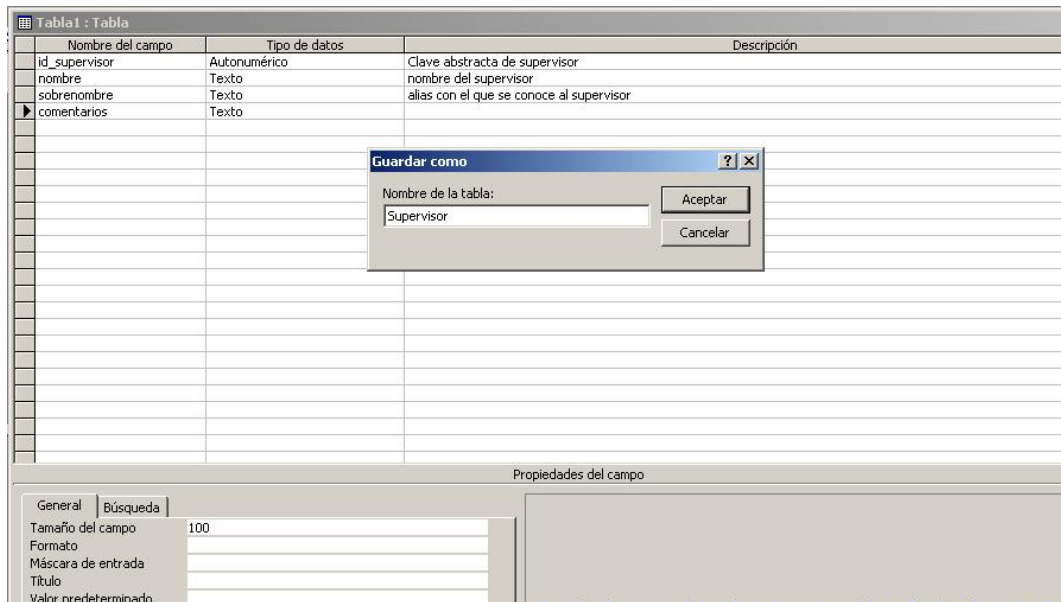 Tabla1 : Tabla
Nombre del campo Tipo de datos Descripción
id_supervisor Autonumérico Clave abstracta de supervisor
nombre Texto nombre del supervisor
sobrenombre Texto alias con el que se conoce al supervisor
comentarios Texto
Guardar como
Nombre de la tabla:
Supervisor
Aceptar
Cancelar
Propiedades del campo
General Búsqueda
Tamaño del campo 100
Formato
Máscara de entrada
Título
Valor predeterminado